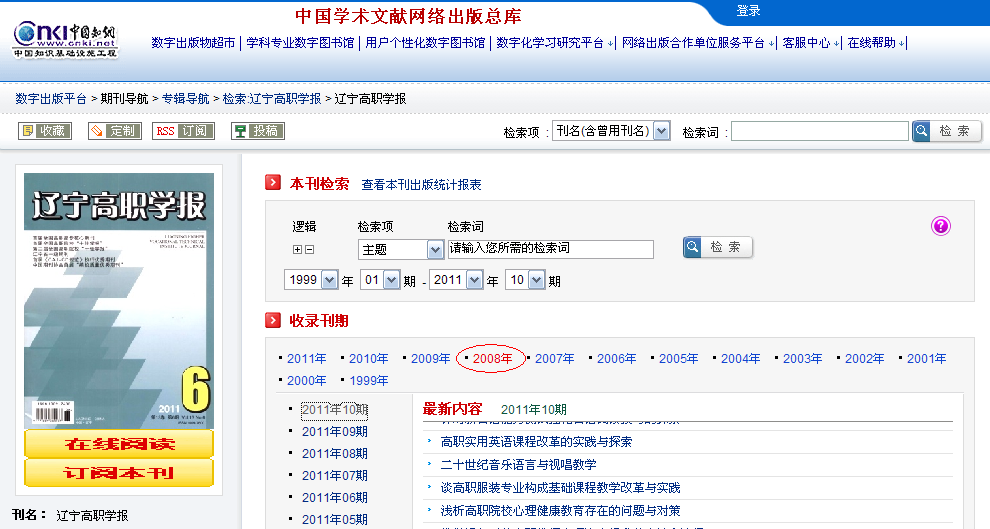 中国学术文献网络出版总库
登录
cnki 中国知网
www.cnki.net
中国知识基础设施工程
数字出版物超市 | 学科专业数字图书馆 | 用户个性化数字图书馆 | 数字化学习研究平台 | 网络出版合作单位服务平台 | 客服中心 | 在线帮助 |
数字出版平台 > 期刊导航 > 专辑导航 > 检索:辽宁高职学报 > 辽宁高职学报
收藏 定制 RSS 订阅 投稿
检索项 : 刊名(含曾用刊名) 检索词 : 检 索
辽宁高职学报
6
2011
在线阅读
订阅本刊
刊名： 辽宁高职学报
本刊检索 查看本刊出版统计报表
逻辑 检索项 检索词
主题 请输入您所需的检索词 检 索
1999 年 01 期 - 2011 年 10 期
收录刊期
2011年 2010年 2009年 2008年 2007年 2006年 2005年 2004年 2003年 2002年 2001年
2000年 1999年
2011年10期
2011年09期
2011年08期
2011年07期
2011年06期
2011年05期
最新内容 2011年10期
高职实用英语课程改革的实践与探索
二十世纪音乐语言与视唱教学
谈高职服装专业构成基础课程教学改革与实践
浅析高职院校心理健康教育存在的问题与对策